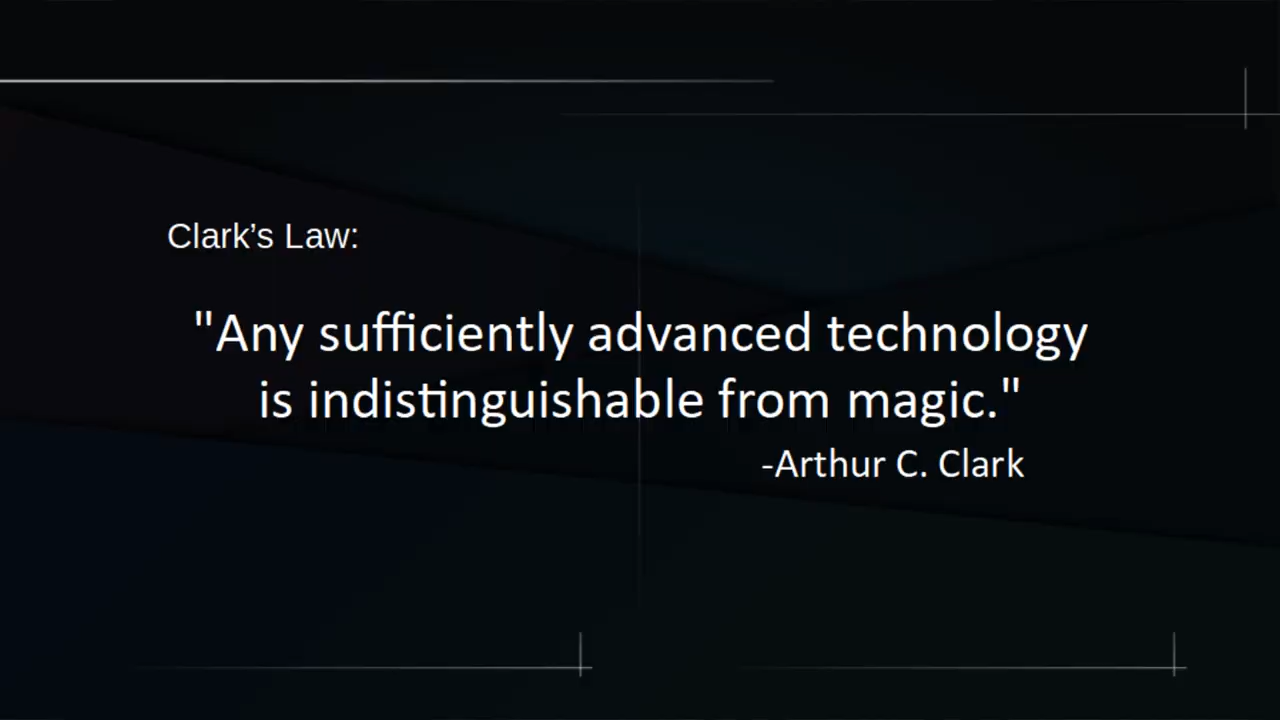 Clark’s Law:
"Any sufficiently advanced technology
is indistinguishable from magic."
-Arthur C. Clark